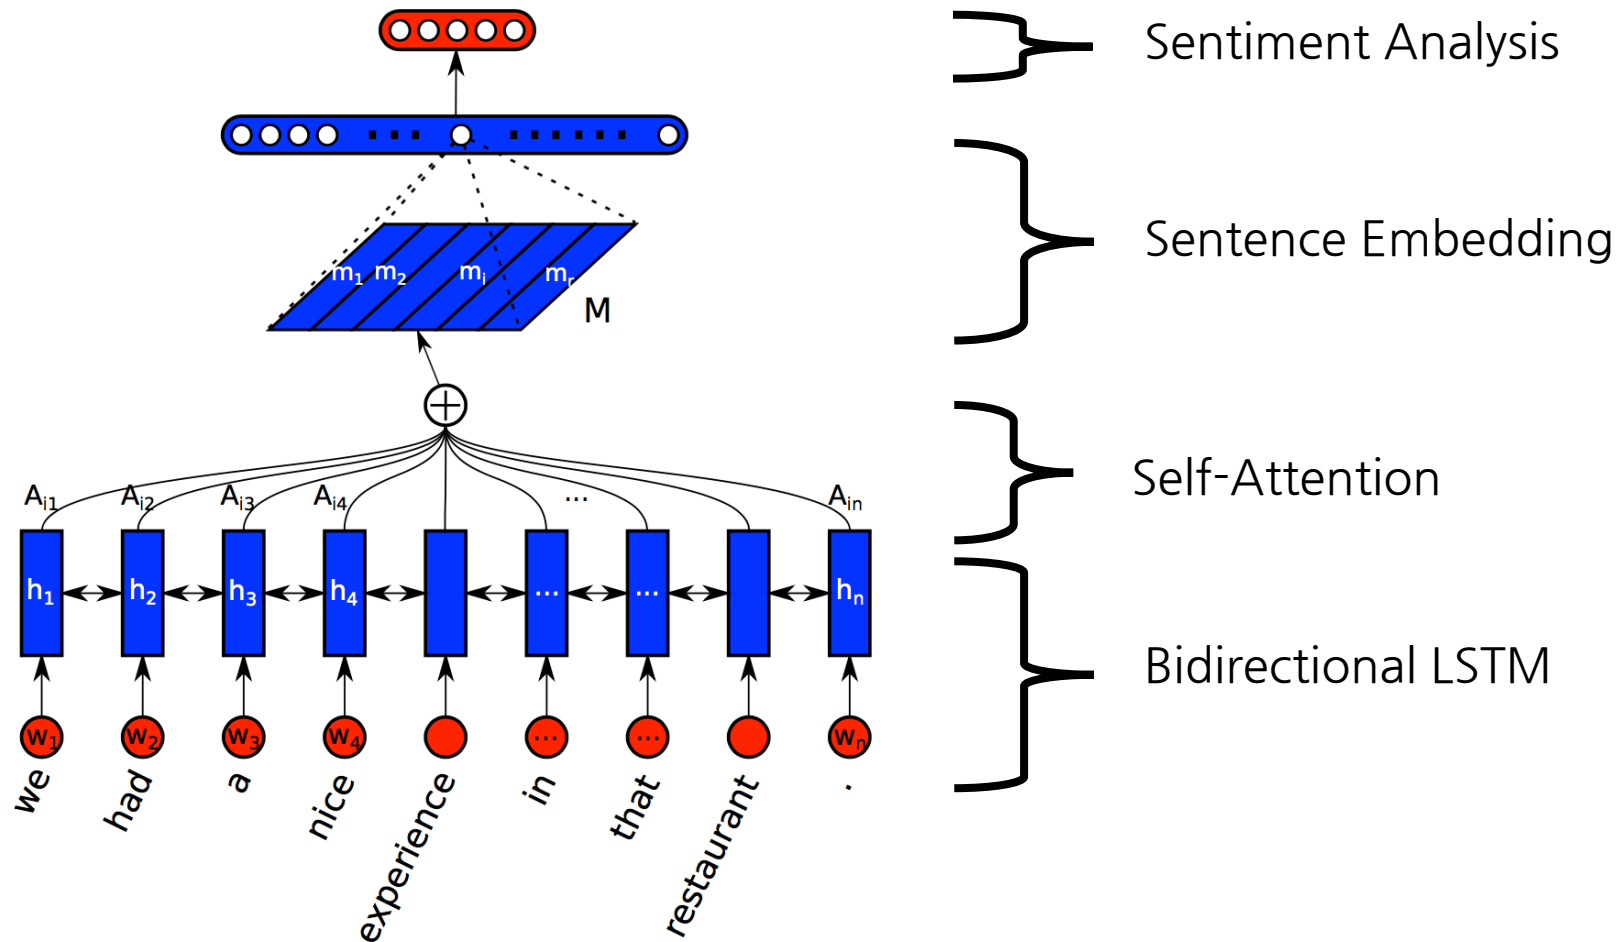 Sentiment Analysis
Sentence Embedding
m1 m2 mi mr
M
Self-Attention
Ai1 Ai2 Ai3 Ai4 ... Ain
h1 h2 h3 h4 ... ... hn
Bidirectional LSTM
w1 w2 w3 w4 ... ... wn
we had a nice experience in that restaurant .